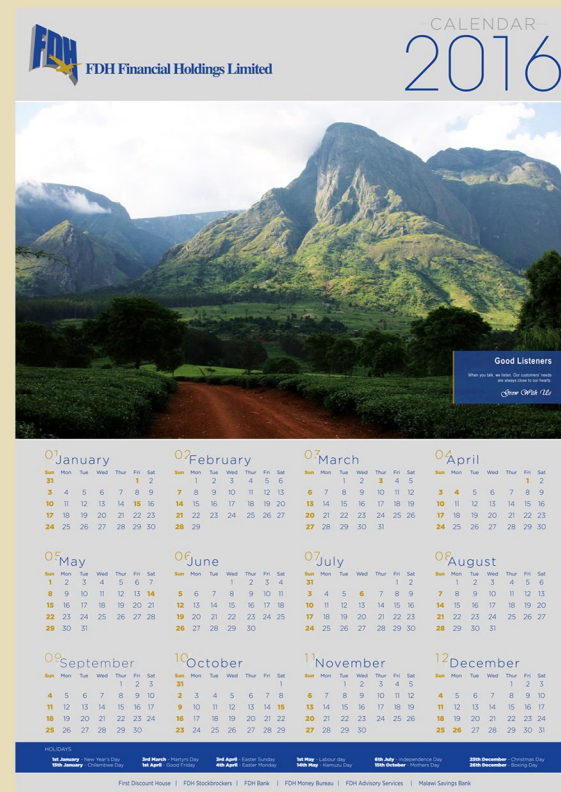 FDH
FDH Financial Holdings Limited
CALENDAR
2016
Good Listeners
When you talk, we listen. Our customers' needs
are always close to our hearts.
Grow With Us
01 January
Sun Mon Tue Wed Thur Fri Sat
31 1 2
3 4 5 6 7 8 9
10 11 12 13 14 15 16
17 18 19 20 21 22 23
24 25 26 27 28 29 30
02 February
Sun Mon Tue Wed Thur Fri Sat
1 2 3 4 5 6
7 8 9 10 11 12 13
14 15 16 17 18 19 20
21 22 23 24 25 26 27
28 29
03 March
Sun Mon Tue Wed Thur Fri Sat
1 2 3 4 5
6 7 8 9 10 11 12
13 14 15 16 17 18 19
20 21 22 23 24 25 26
27 28 29 30 31
04 April
Sun Mon Tue Wed Thur Fri Sat
1 2
3 4 5 6 7 8 9
10 11 12 13 14 15 16
17 18 19 20 21 22 23
24 25 26 27 28 29 30
05 May
Sun Mon Tue Wed Thur Fri Sat
1 2 3 4 5 6 7
8 9 10 11 12 13 14
15 16 17 18 19 20 21
22 23 24 25 26 27 28
29 30 31
06 June
Sun Mon Tue Wed Thur Fri Sat
1 2 3 4
5 6 7 8 9 10 11
12 13 14 15 16 17 18
19 20 21 22 23 24 25
26 27 28 29 30
07 July
Sun Mon Tue Wed Thur Fri Sat
31 1 2
3 4 5 6 7 8 9
10 11 12 13 14 15 16
17 18 19 20 21 22 23
24 25 26 27 28 29 30
08 August
Sun Mon Tue Wed Thur Fri Sat
1 2 3 4 5 6
7 8 9 10 11 12 13
14 15 16 17 18 19 20
21 22 23 24 25 26 27
28 29 30 31
09 September
Sun Mon Tue Wed Thur Fri Sat
1 2 3
4 5 6 7 8 9 10
11 12 13 14 15 16 17
18 19 20 21 22 23 24
25 26 27 28 29 30
10 October
Sun Mon Tue Wed Thur Fri Sat
31 1
2 3 4 5 6 7 8
9 10 11 12 13 14 15
16 17 18 19 20 21 22
23 24 25 26 27 28 29
11 November
Sun Mon Tue Wed Thur Fri Sat
1 2 3 4 5
6 7 8 9 10 11 12
13 14 15 16 17 18 19
20 21 22 23 24 25 26
27 28 29 30
12 December
Sun Mon Tue Wed Thur Fri Sat
1 2 3
4 5 6 7 8 9 10
11 12 13 14 15 16 17
18 19 20 21 22 23 24
25 26 27 28 29 30 31
HOLIDAYS
1st January - New Year's Day 3rd March - Martyrs Day 3rd April - Easter Sunday 1st May - Labour day 6th July - Independence Day 25th December - Christmas Day
15th January - Chilembwe Day 1st April - Good Friday 4th April - Easter Monday 14th May - Kamuzu Day 15th October - Mothers Day 26th December - Boxing Day
First Discount House | FDH Stockbrockers | FDH Bank | FDH Money Bureau | FDH Advisory Services | Malawi Savings Bank